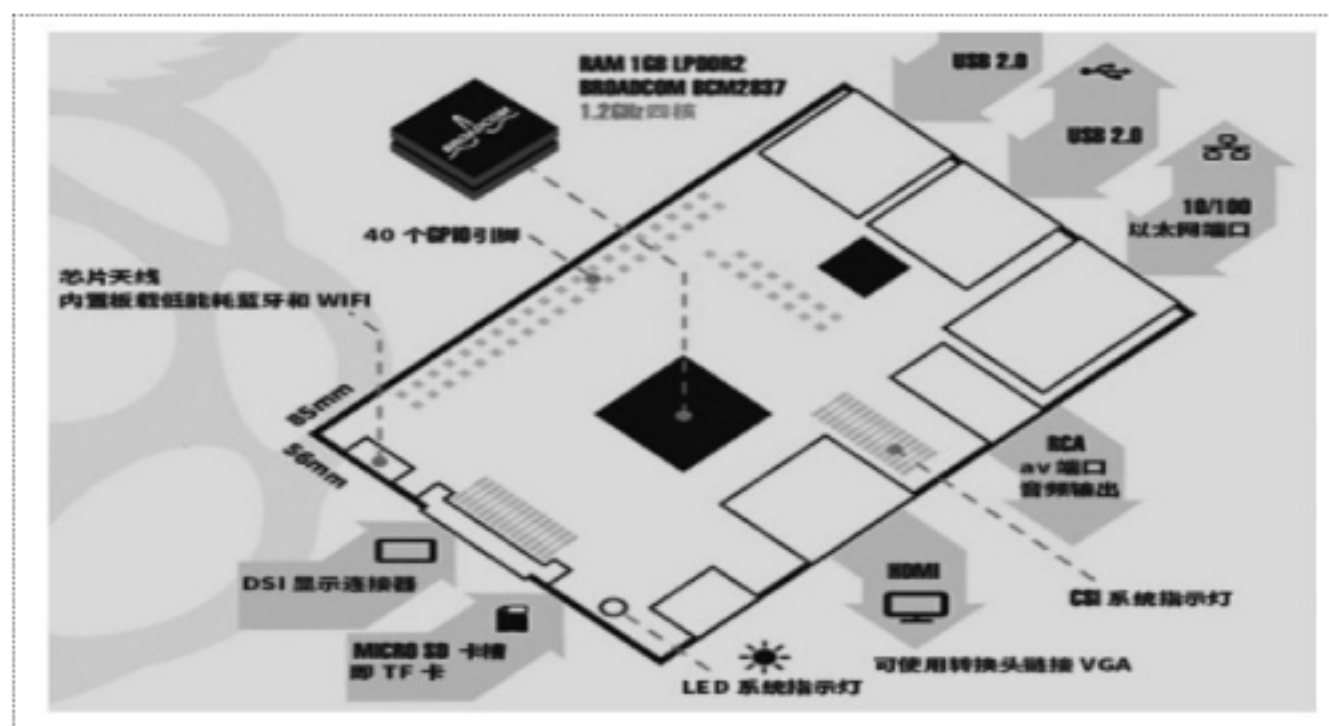 RAM 1GB LPDDR2
BROADCOM BCM2837
1.2GHz四核
BROADCOM
USB 2.0
USB 2.0
10/100
以太网端口
40 个GPIO引脚
芯片天线
内置板载低能耗蓝牙和 WIFI
85mm
56mm
RCA
av 端口
音频输出
DSI 显示连接器
HDMI
CSI 系统指示灯
MICRO SD 卡槽
即 TF 卡
可使用转换头链接 VGA
LED 系统指示灯